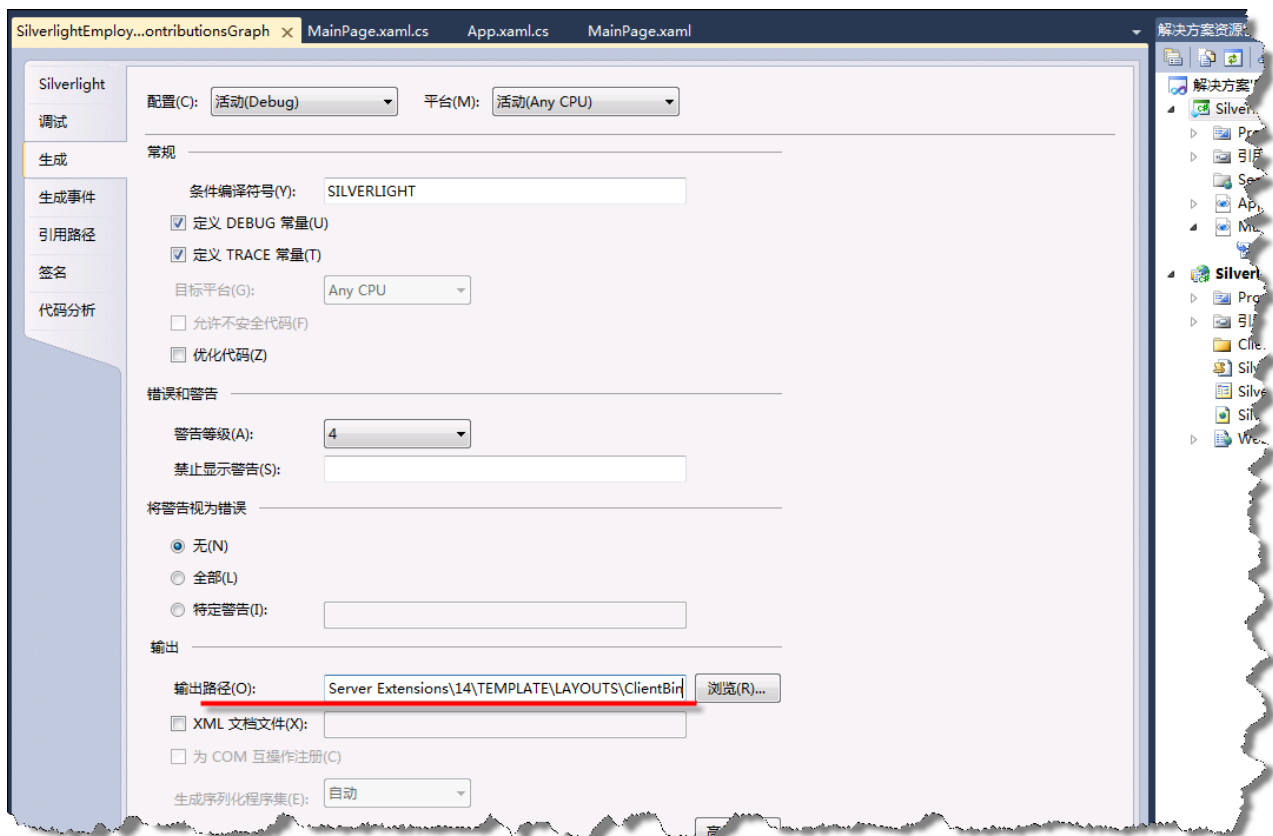 SilverlightEmploy...ontributionsGraph
MainPage.xaml.cs
App.xaml.cs
MainPage.xaml
解决方案资源
Silverlight
调试
生成
生成事件
引用路径
签名
代码分析
配置(C): 活动(Debug)
平台(M): 活动(Any CPU)
常规
条件编译符号(Y): SILVERLIGHT
定义 DEBUG 常量(U)
定义 TRACE 常量(T)
目标平台(G): Any CPU
允许不安全代码(F)
优化代码(Z)
错误和警告
警告等级(A): 4
禁止显示警告(S):
将警告视为错误
无(N)
全部(L)
特定警告(I):
输出
输出路径(O): Server Extensions\14\TEMPLATE\LAYOUTS\ClientBin 浏览(R)...
XML 文档文件(X):
为 COM 互操作注册(C)
生成序列化程序集(E): 自动
解决方案